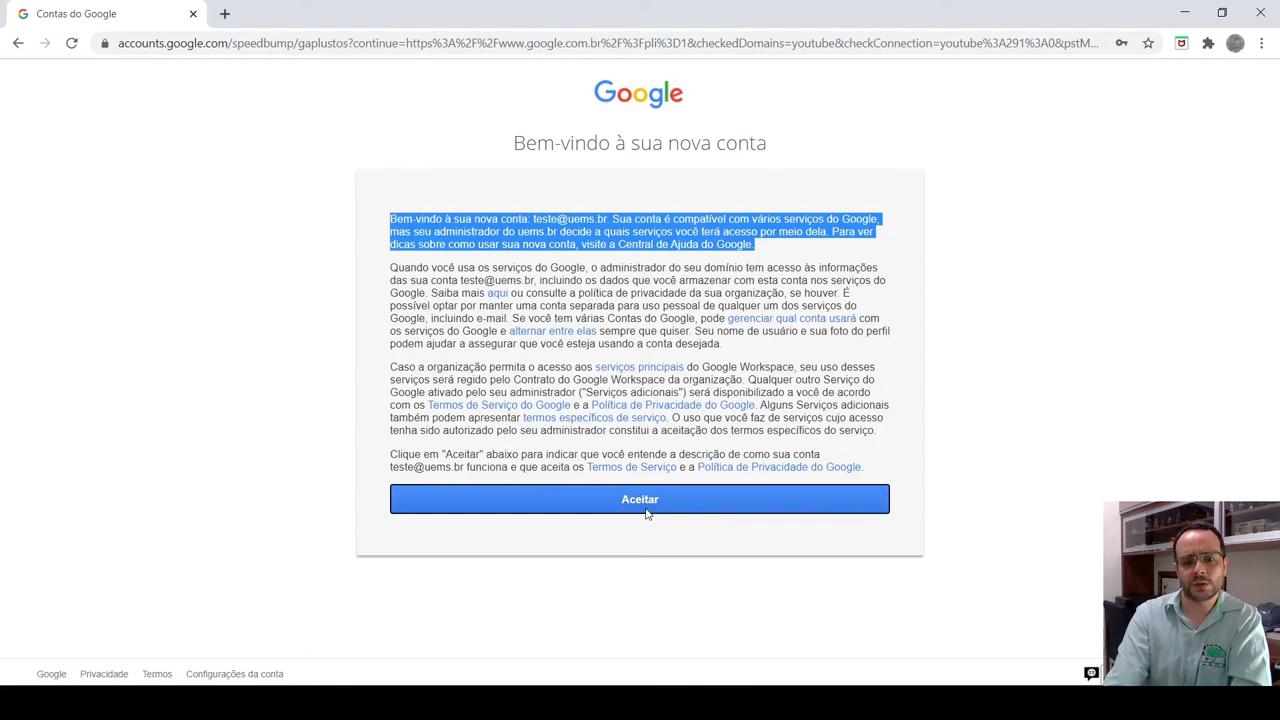 Contas do Google
accounts.google.com/speedbump/gaplustos?continue=https%3A%2F%2Fwww.google.com.br%2F%3Fpli%3D1&checkedDomains=youtube&checkConnection=youtube%3A291%3A0&pstM...
Google
Bem-vindo à sua nova conta
Bem-vindo à sua nova conta: teste@uems.br. Sua conta é compatível com vários serviços do Google,
mas seu administrador do uems.br decide a quais serviços você terá acesso por meio dela. Para ver
dicas sobre como usar sua nova conta, visite a Central de Ajuda do Google.
Quando você usa os serviços do Google, o administrador do seu domínio tem acesso às informações
das sua conta teste@uems.br, incluindo os dados que você armazenar com esta conta nos serviços do
Google. Saiba mais aqui ou consulte a política de privacidade da sua organização, se houver. É
possível optar por manter uma conta separada para uso pessoal de qualquer um dos serviços do
Google, incluindo e-mail. Se você tem várias Contas do Google, pode gerenciar qual conta usará com
os serviços do Google e alternar entre elas sempre que quiser. Seu nome de usuário e sua foto do perfil
podem ajudar a assegurar que você esteja usando a conta desejada.
Caso a organização permita o acesso aos serviços principais do Google Workspace, seu uso desses
serviços será regido pelo Contrato do Google Workspace da organização. Qualquer outro Serviço do
Google ativado pelo seu administrador ("Serviços adicionais") será disponibilizado a você de acordo
com os Termos de Serviço do Google e a Política de Privacidade do Google. Alguns Serviços adicionais
também podem apresentar termos específicos de serviço. O uso que você faz de serviços cujo acesso
tenha sido autorizado pelo seu administrador constitui a aceitação dos termos específicos do serviço.
Clique em "Aceitar" abaixo para indicar que você entende a descrição de como sua conta
teste@uems.br funciona e que aceita os Termos de Serviço e a Política de Privacidade do Google.
Aceitar
Google Privacidade Termos Configurações da conta